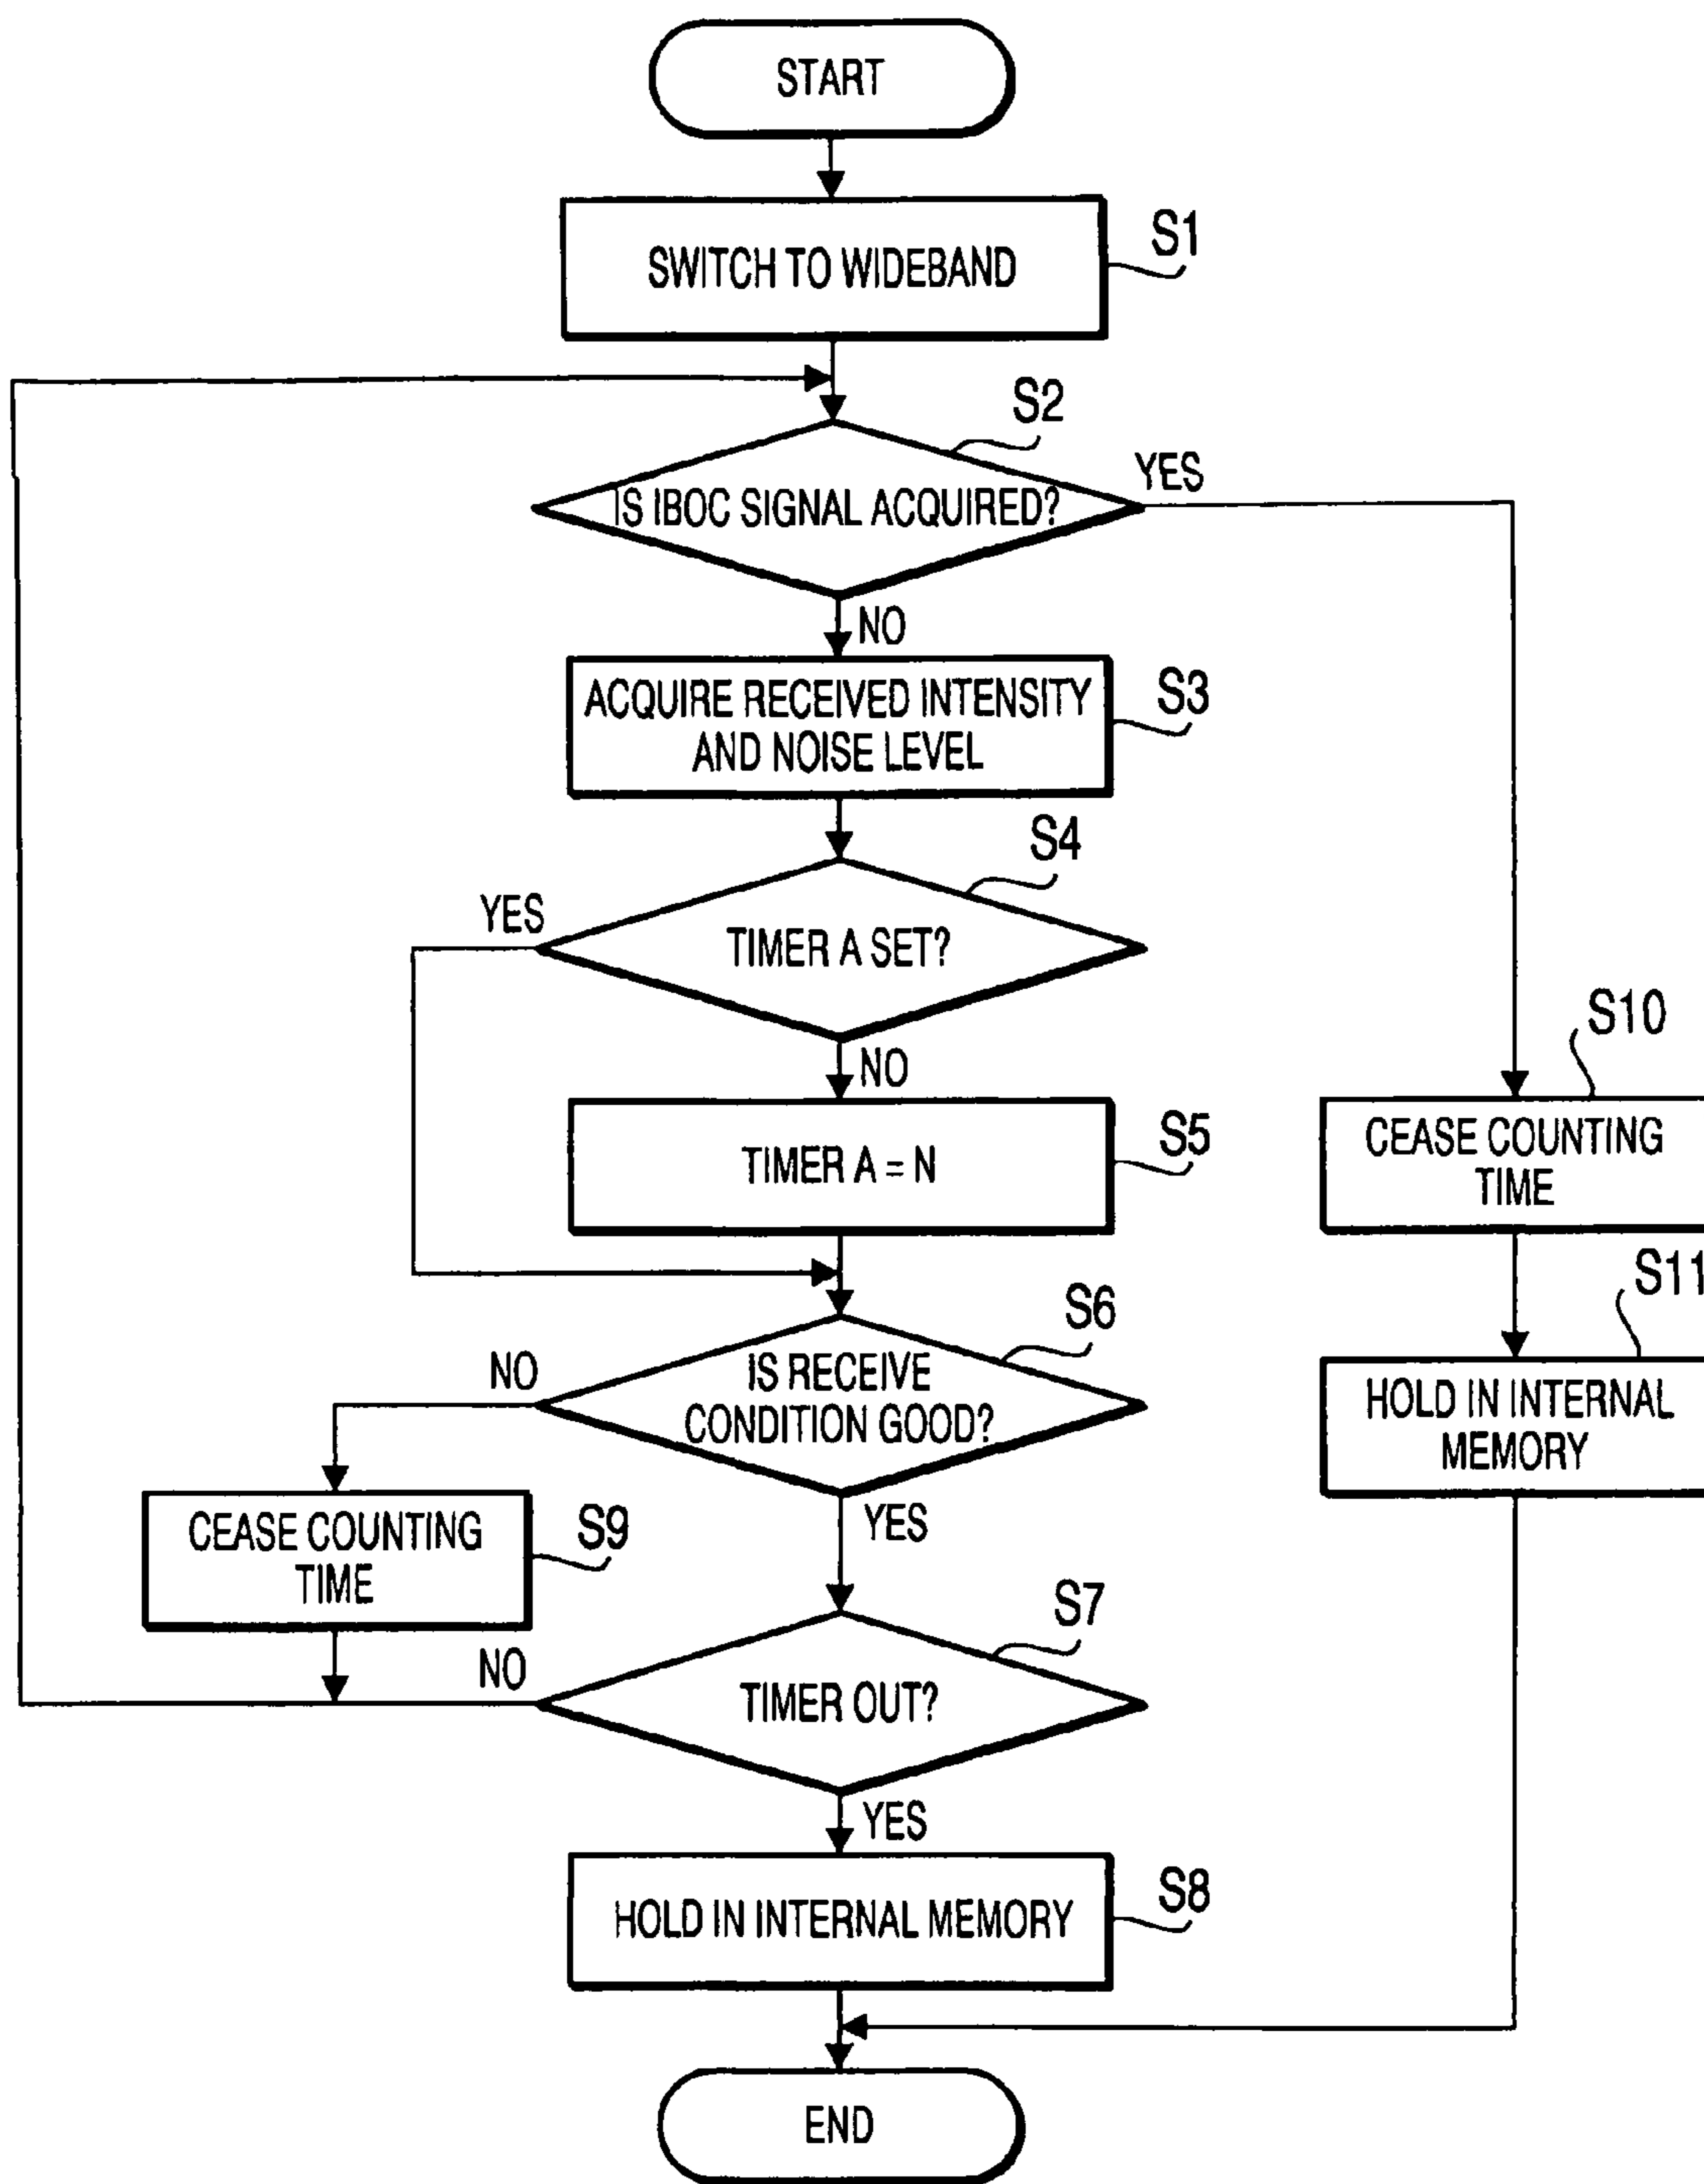 START
SWITCH TO WIDEBAND
S1
S2
IS IBOC SIGNAL ACQUIRED?
YES
NO
ACQUIRE RECEIVED INTENSITY
AND NOISE LEVEL
S3
S4
YES
TIMER A SET?
NO
TIMER A = N
S5
S10
CEASE COUNTING
TIME
S6
NO
IS RECEIVE
CONDITION GOOD?
YES
S11
HOLD IN INTERNAL
MEMORY
CEASE COUNTING
TIME
S9
S7
NO
TIMER OUT?
YES
HOLD IN INTERNAL MEMORY
S8
END